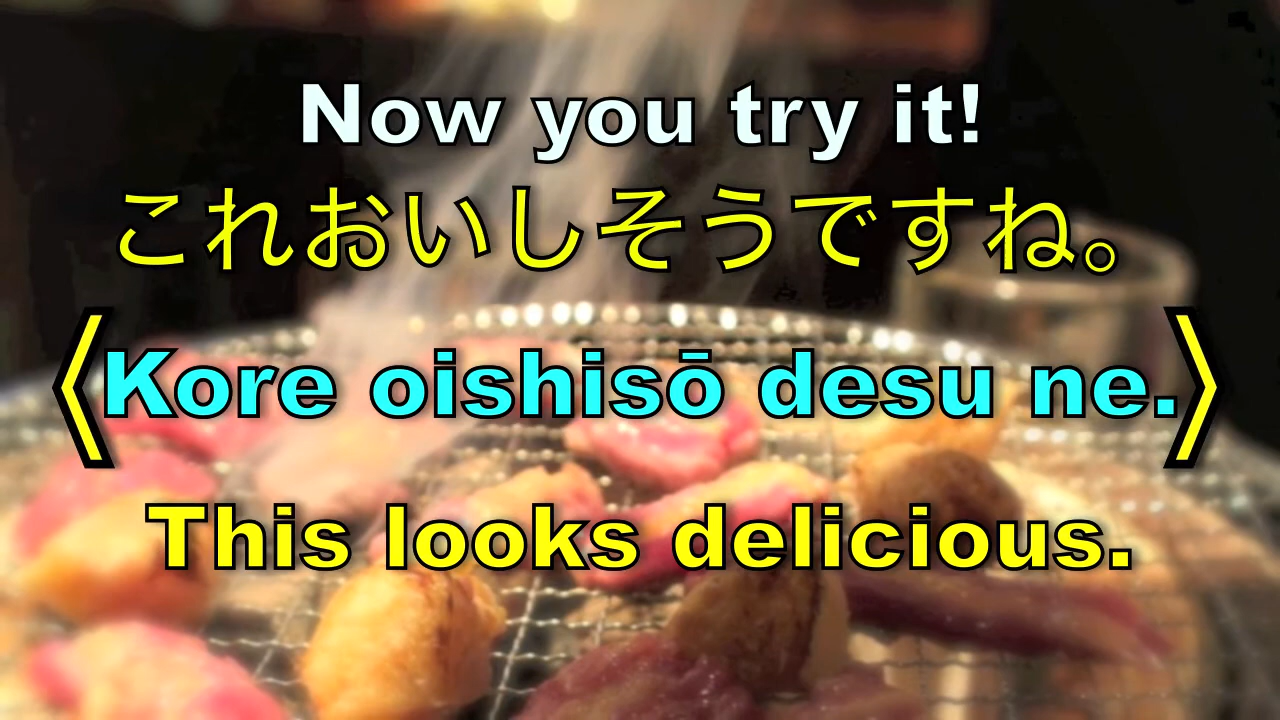 Now you try it!
これおいしそうですね。
〈Kore oishisō desu ne.〉
This looks delicious.